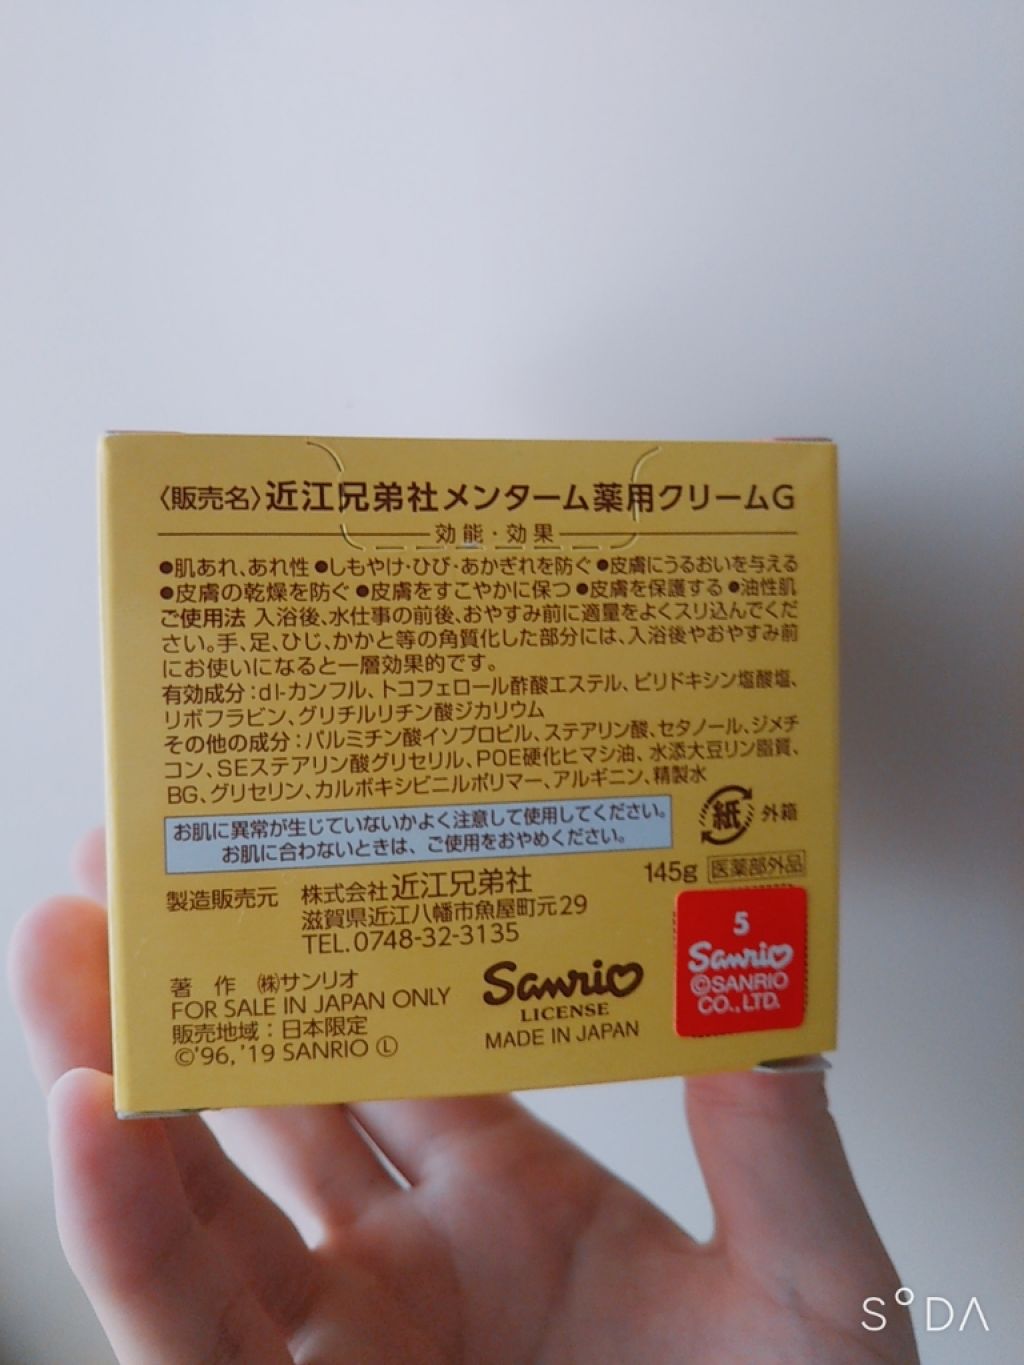 〈販売名〉近江兄弟社メンターム薬用クリームG
効能・効果
●肌あれ、あれ性 ●しもやけ・ひび・あかぎれを防ぐ ●皮膚にうるおいを与える
●皮膚の乾燥を防ぐ ●皮膚をすこやかに保つ ●皮膚を保護する ●油性肌
ご使用法 入浴後、水仕事の前後、おやすみ前に適量をよくスリ込んでくだ
さい。手、足、ひじ、かかと等の角質化した部分には、入浴後やおやすみ前
にお使いになると一層効果的です。
有効成分：dl-カンフル、トコフェロール酢酸エステル、ピリドキシン塩酸塩、
リボフラビン、グリチルリチン酸ジカリウム
その他の成分：パルミチン酸イソプロピル、ステアリン酸、セタノール、ジメチ
コン、SEステアリン酸グリセリル、POE硬化ヒマシ油、水添大豆リン脂質、
BG、グリセリン、カルボキシビニルポリマー、アルギニン、精製水
お肌に異常が生じていないかよく注意して使用してください。
お肌に合わないときは、ご使用をおやめください。
紙 外箱
145g 医薬部外品
製造販売元 株式会社近江兄弟社
滋賀県近江八幡市魚屋町元29
TEL.0748-32-3135
著 作 ㈱サンリオ
FOR SALE IN JAPAN ONLY
販売地域：日本限定
©'96, '19 SANRIO Ⓛ
Sanrio
LICENSE
MADE IN JAPAN
5
Sanrio
©SANRIO
CO., LTD.
S°DA